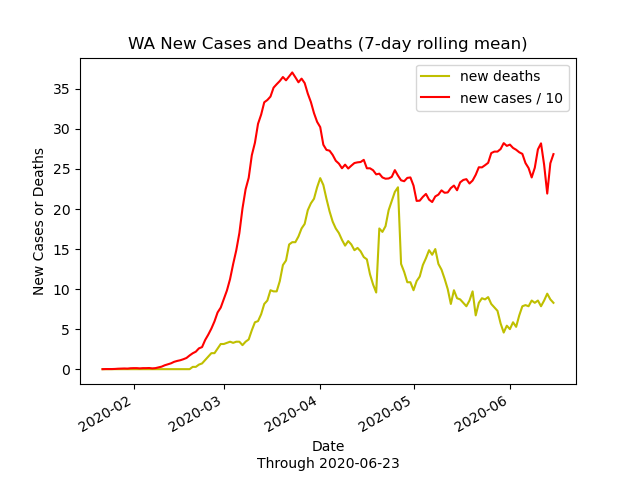 WA New Cases and Deaths (7-day rolling mean)
new deaths
new cases / 10
New Cases or Deaths
35
30
25
20
15
10
5
0
2020-02
2020-03
2020-04
2020-05
2020-06
Date
Through 2020-06-23